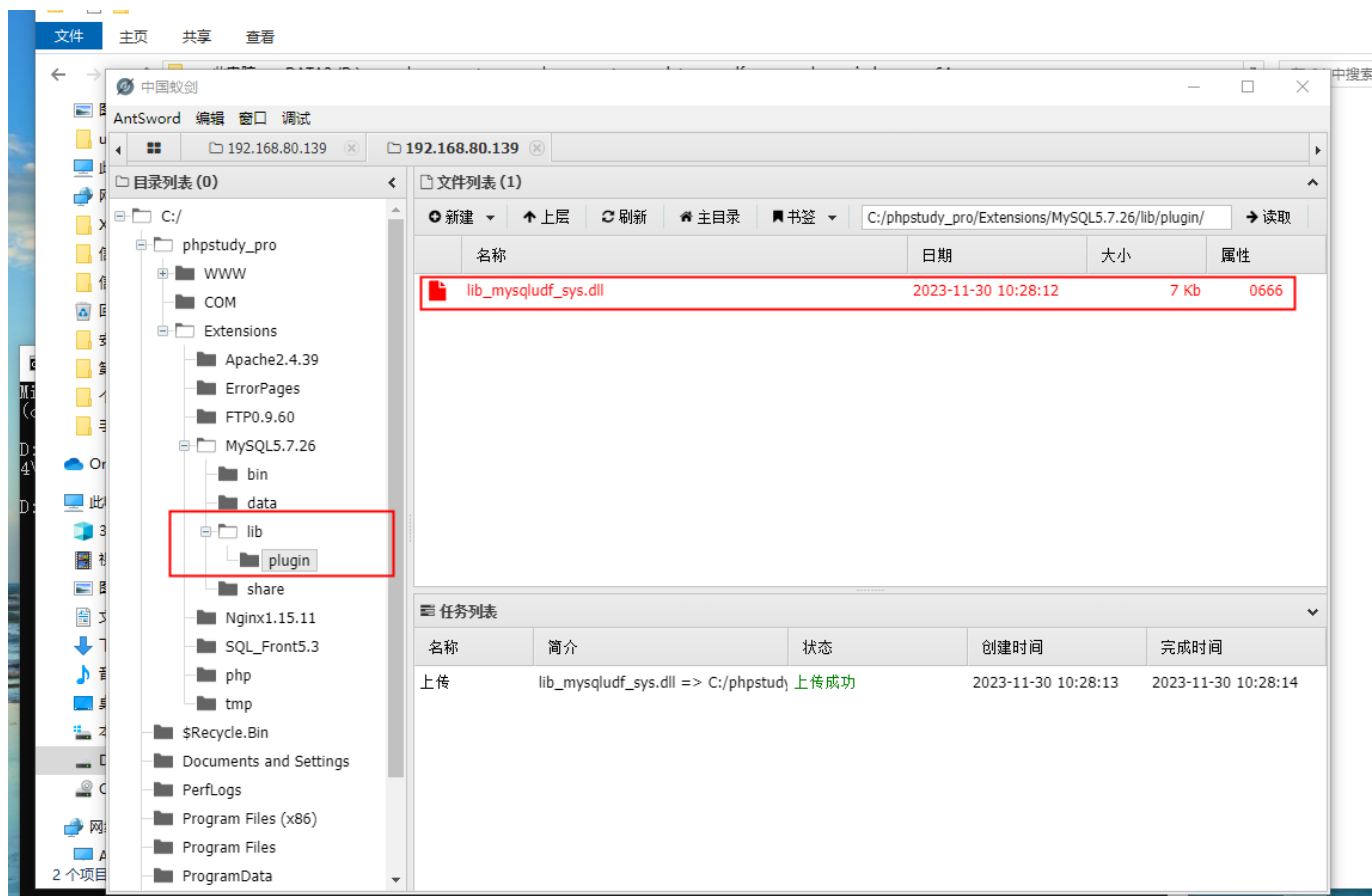 文件 主页 共享 查看
中国蚁剑
AntSword 编辑 窗口 调试
192.168.80.139 192.168.80.139
目录列表 (0)
C:/
phpstudy_pro
WWW
COM
Extensions
Apache2.4.39
ErrorPages
FTP0.9.60
MySQL5.7.26
bin
data
lib
plugin
share
Nginx1.15.11
SQL_Front5.3
php
tmp
$Recycle.Bin
Documents and Settings
PerfLogs
Program Files (x86)
Program Files
ProgramData
文件列表 (1)
新建 上层 刷新 主目录 书签 C:/phpstudy_pro/Extensions/MySQL5.7.26/lib/plugin/ 读取
名称 日期 大小 属性
lib_mysqludf_sys.dll 2023-11-30 10:28:12 7 Kb 0666
任务列表
名称 简介 状态 创建时间 完成时间
上传 lib_mysqludf_sys.dll => C:/phpstudy 上传成功 2023-11-30 10:28:13 2023-11-30 10:28:14
中搜索
2 个项目